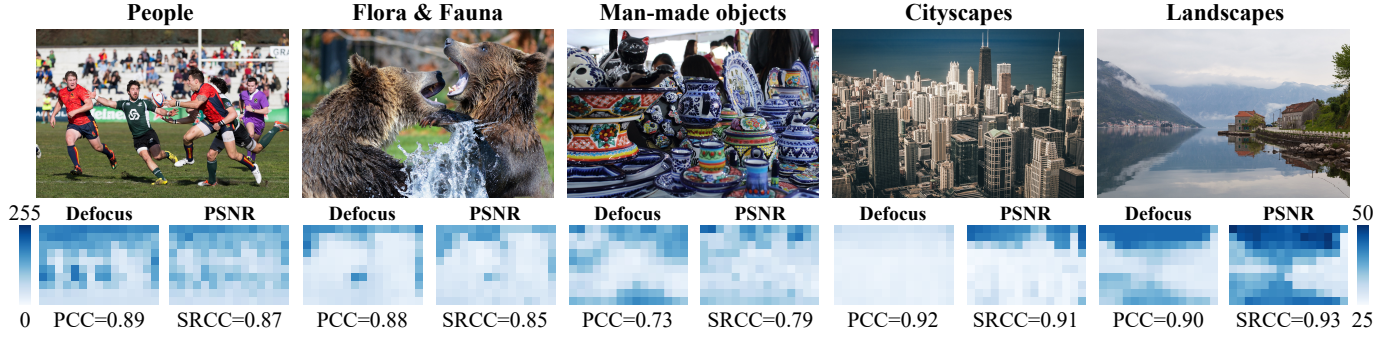 People Flora & Fauna Man-made objects Cityscapes Landscapes
255 Defocus PSNR Defocus PSNR Defocus PSNR Defocus PSNR Defocus PSNR 50
0 PCC=0.89 SRCC=0.87 PCC=0.88 SRCC=0.85 PCC=0.73 SRCC=0.79 PCC=0.92 SRCC=0.91 PCC=0.90 SRCC=0.93 25